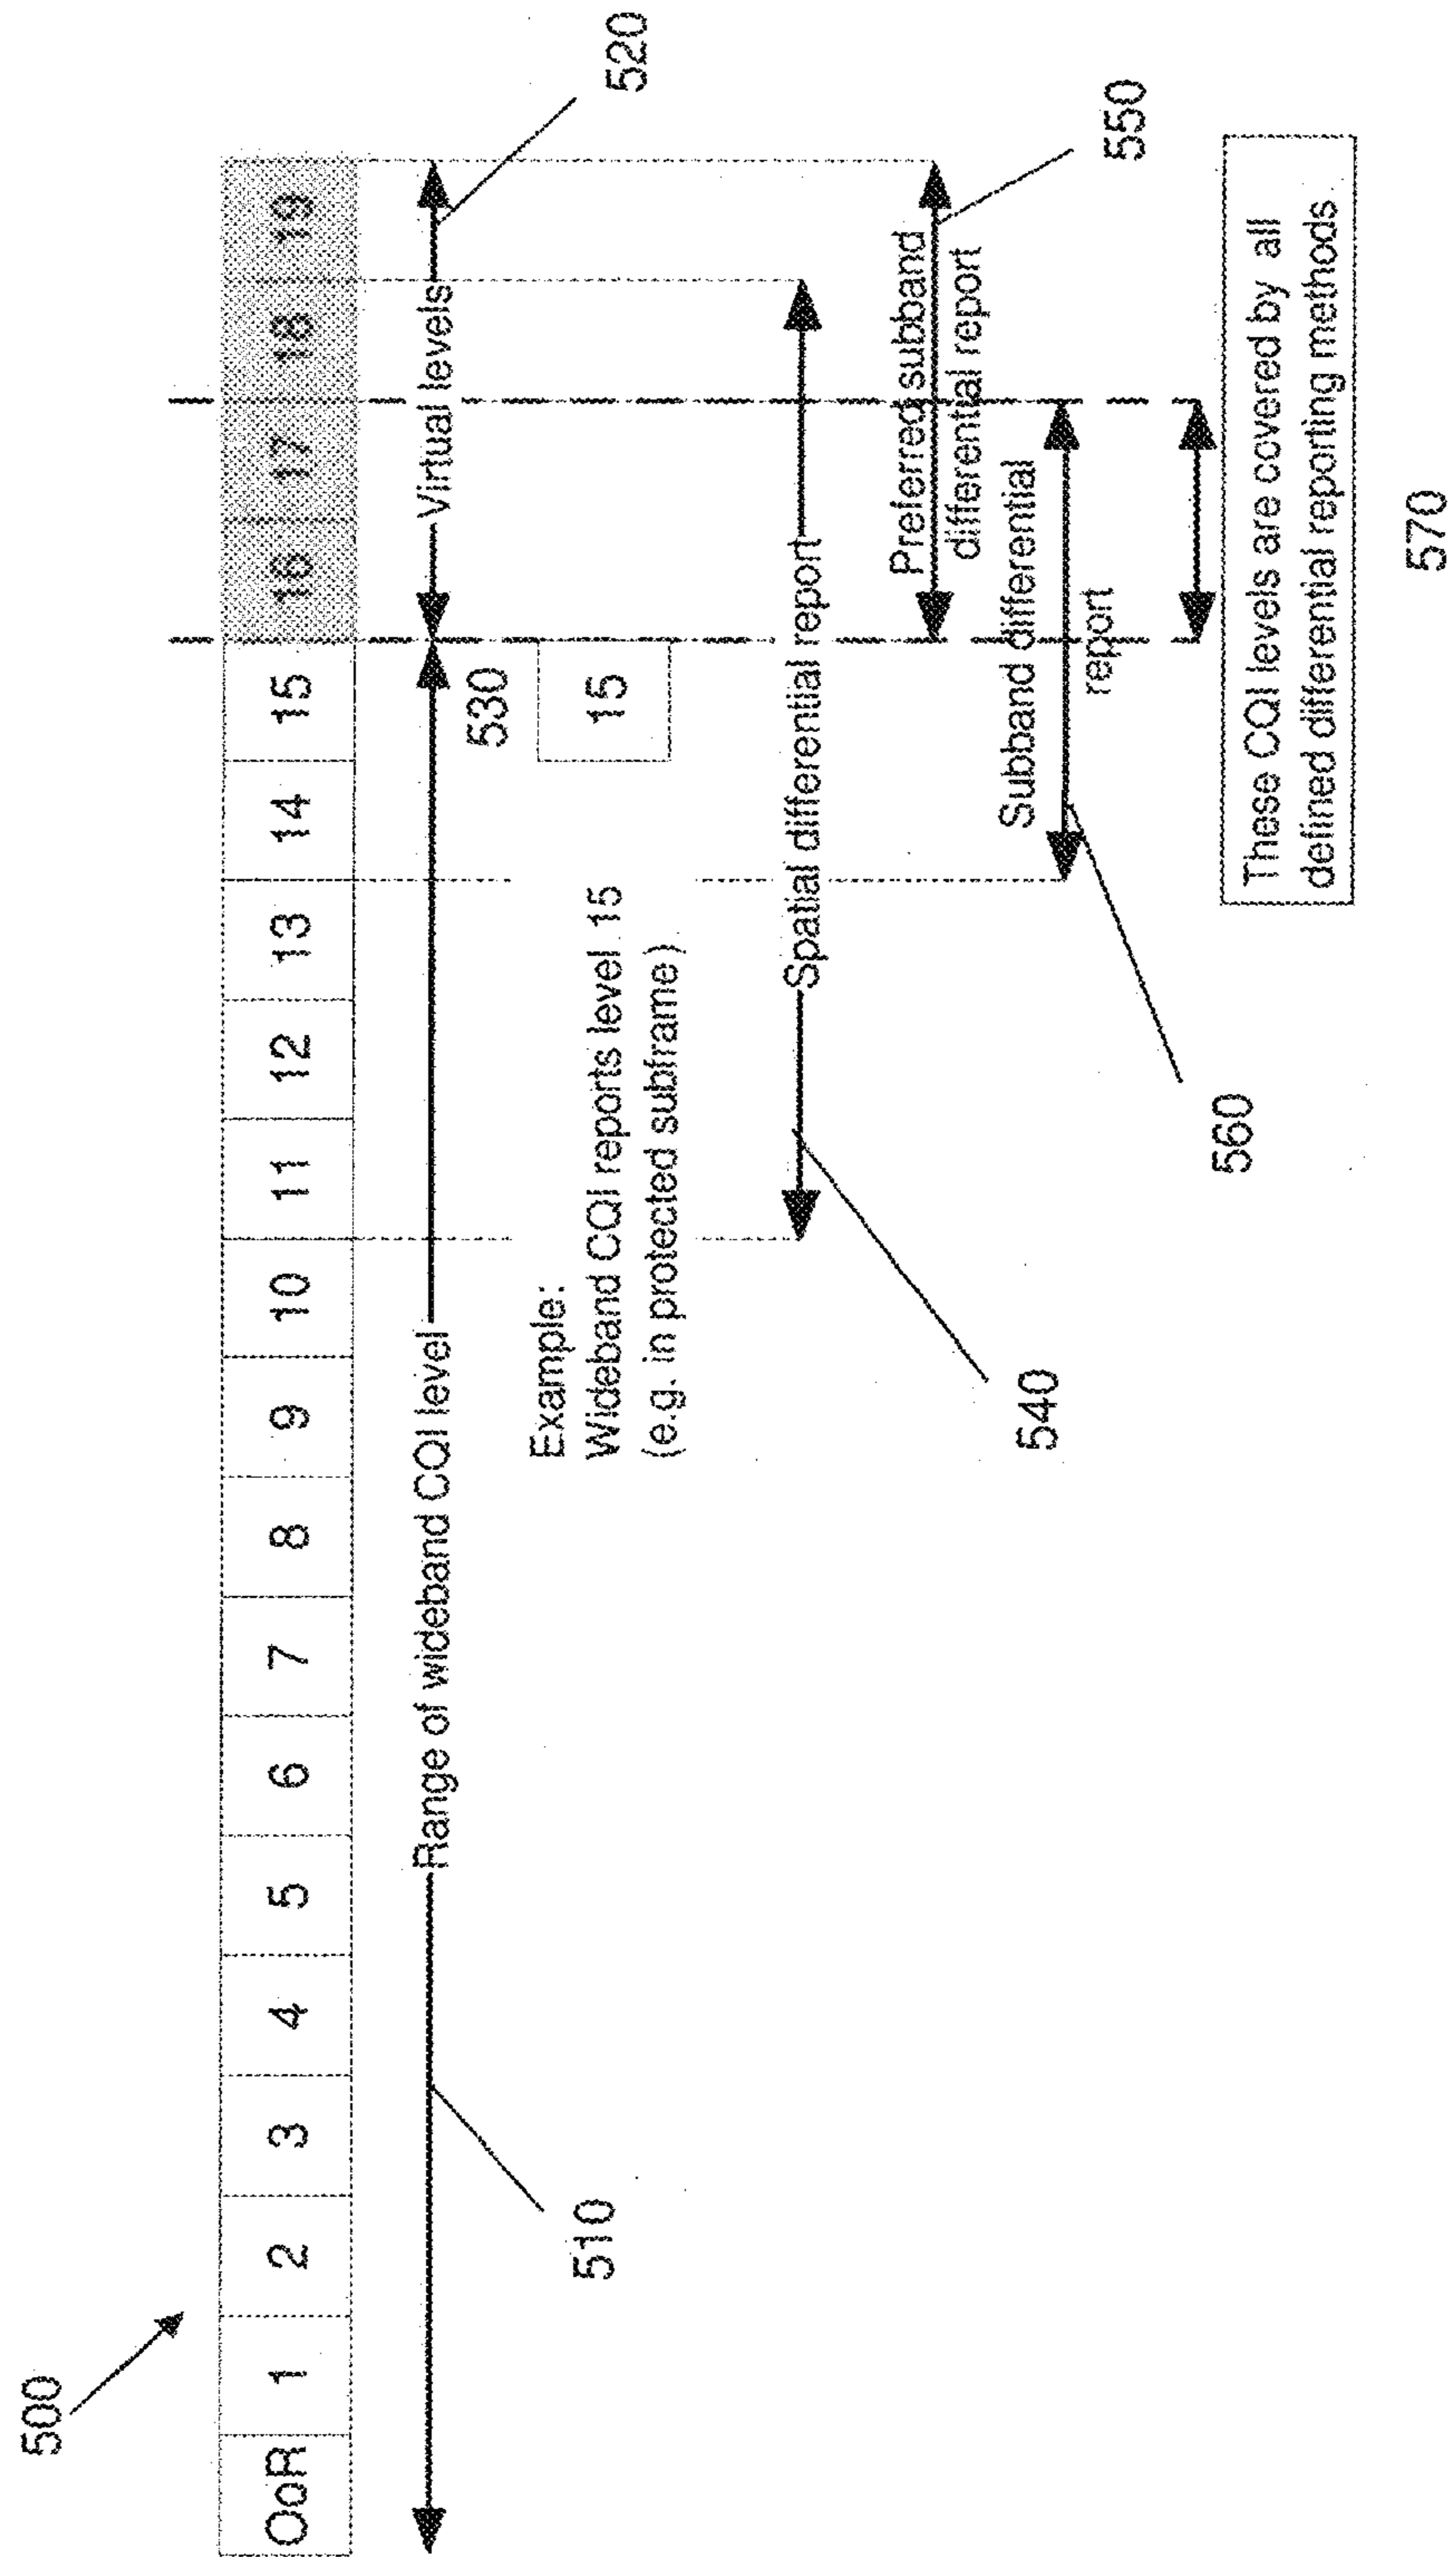 500
OoR 1 2 3 4 5 6 7 8 9 10 11 12 13 14 15 16 17 18 19
Range of wideband CQI level
Virtual levels
510
520
530
Example:
Wideband CQI reports level 15
(e.g. in protected subframe)
15
Spatial differential report
540
Preferred subband
differential report
550
Subband differential
report
560
These CQI levels are covered by all
defined differential reporting methods
570